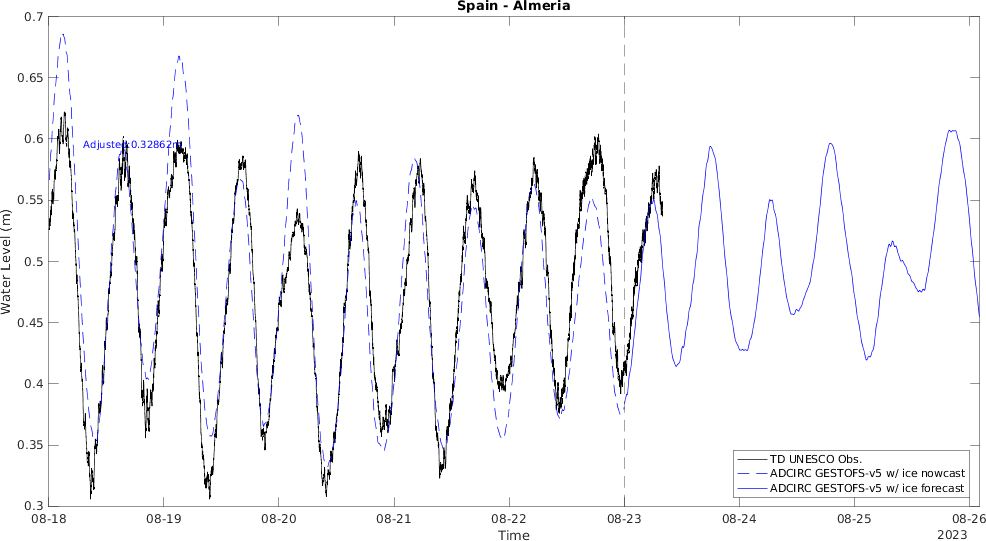 Spain - Almeria
0.7
0.65
0.6
0.55
0.5
0.45
0.4
0.35
0.3
Water Level (m)
Adjusted 0.32862m
08-18
08-19
08-20
08-21
08-22
08-23
08-24
08-25
08-26
2023
Time
TD UNESCO Obs.
ADCIRC GESTOFS-v5 w/ ice nowcast
ADCIRC GESTOFS-v5 w/ ice forecast